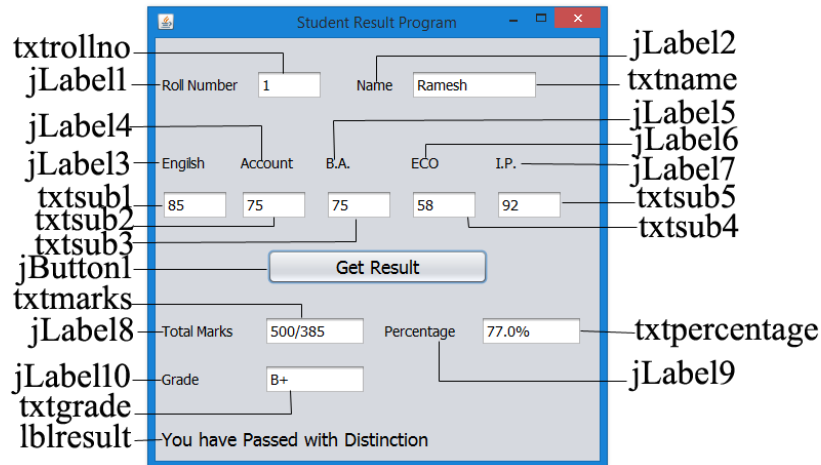 Student Result Program
txtrollno
jLabel2
jLabel1 Roll Number 1 Name Ramesh txtname
jLabel4 jLabel5
jLabel6
jLabel3 Engilsh Account B.A. ECO I.P. jLabel7
txtsub1 85 75 75 58 92 txtsub5
txtsub2 txtsub4
txtsub3
jButton1 Get Result
txtmarks
jLabel8 Total Marks 500/385 Percentage 77.0% txtpercentage
jLabel10 Grade B+ jLabel9
txtgrade
lblresult You have Passed with Distinction